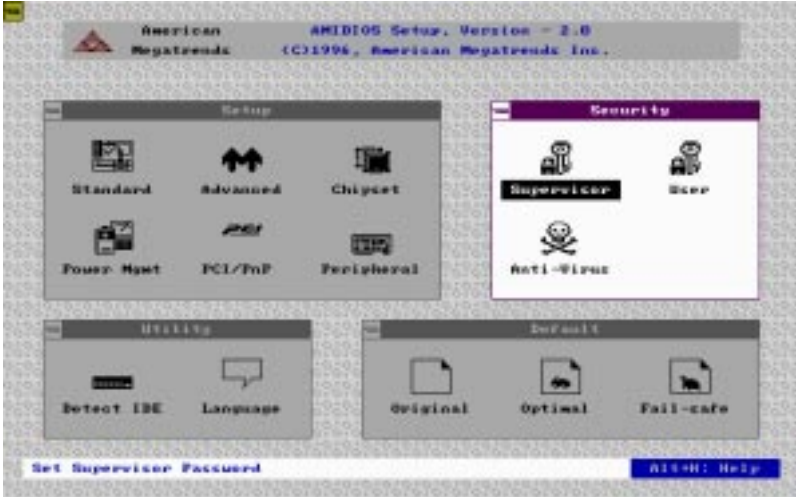 American
Megatrends
AMIBIOS Setup, Version - 2.0
(C)1996, American Megatrends Inc.
Setup
Standard
Advanced
Chipset
Power Mgmt
PCI
PCI/PnP
Peripheral
Security
Supervisor
User
Anti-Virus
Utility
Detect IDE
Language
Default
Original
Optimal
Fail-safe
Set Supervisor Password
Alt+H: Help